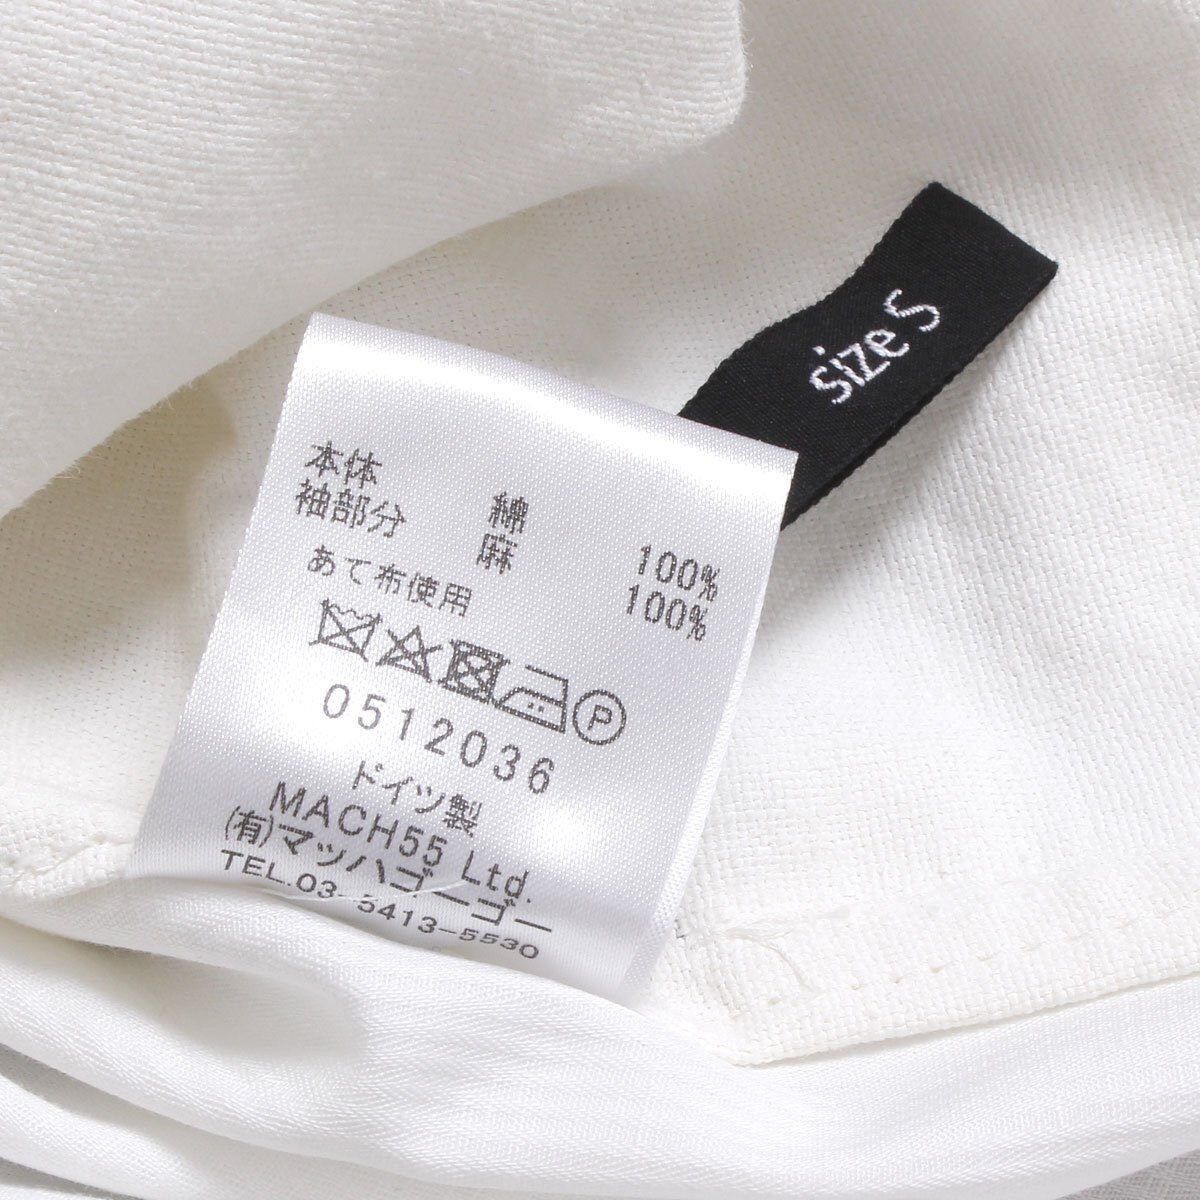 size S
本体 綿 100%
袖部分 麻 100%
あて布使用
P
0512036
ドイツ製
MACH55 Ltd.
(有)マッハゴーゴー
TEL.03-5413-5530